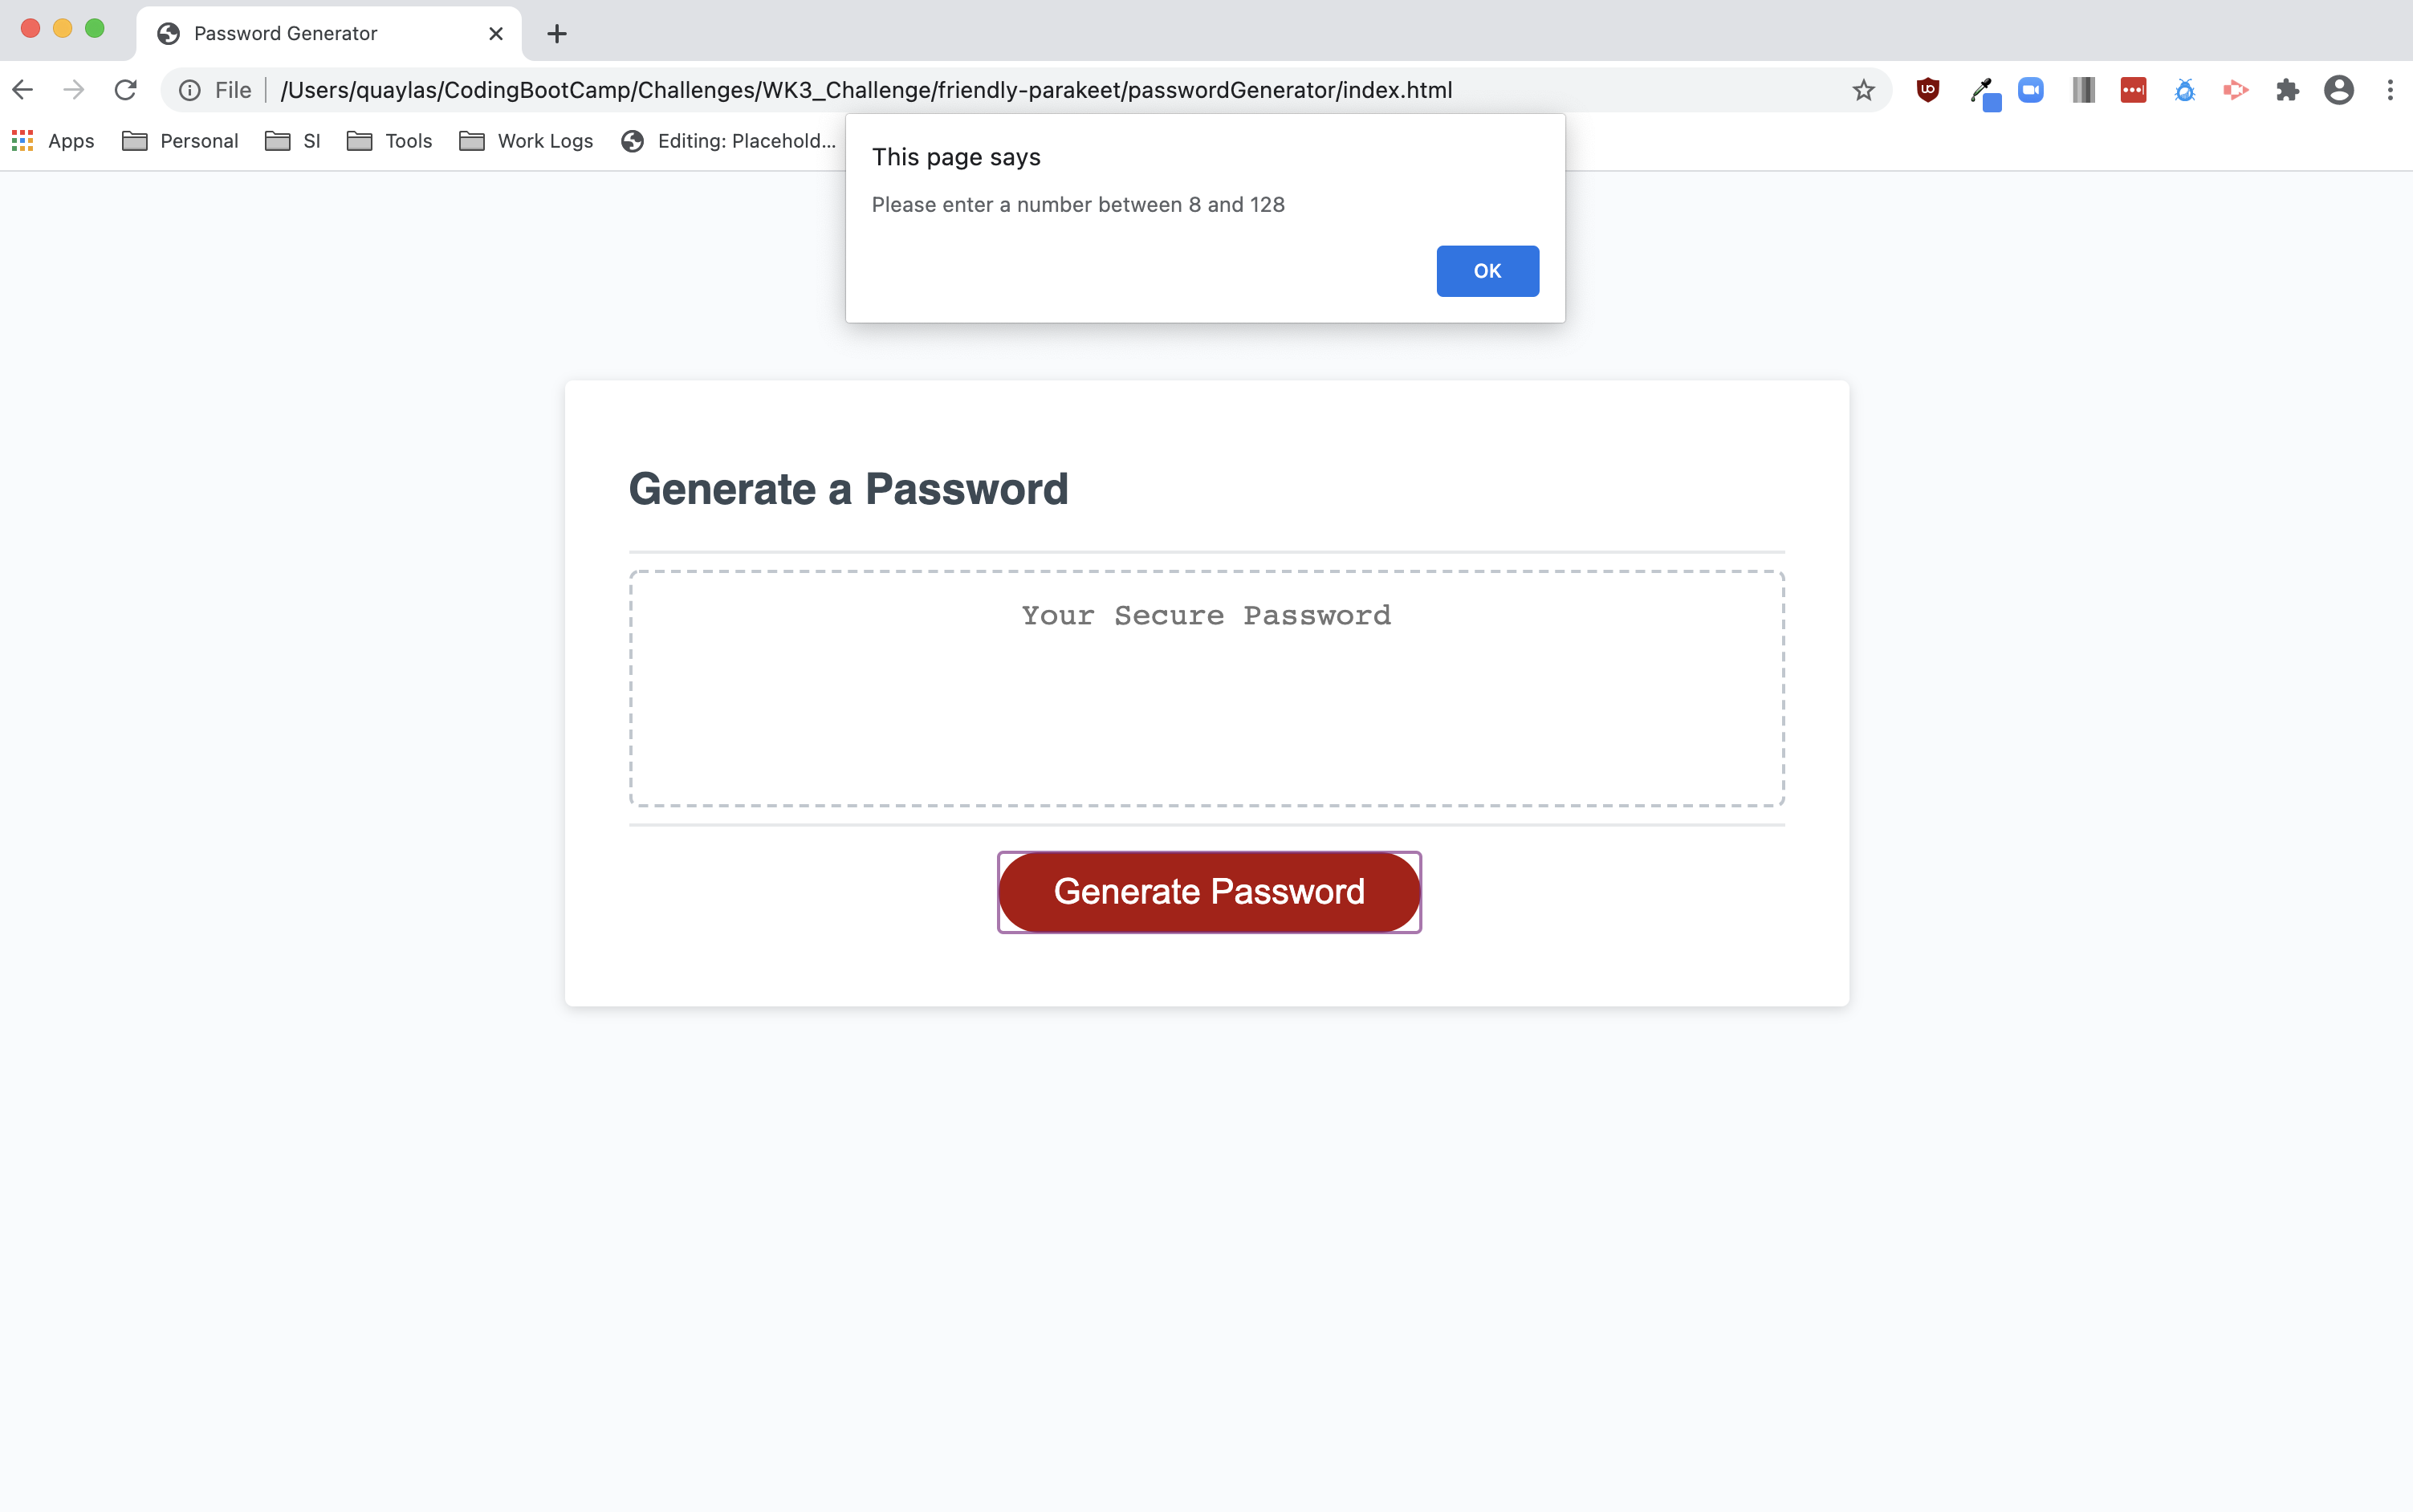 Password Generator
File /Users/quaylas/CodingBootCamp/Challenges/WK3_Challenge/friendly-parakeet/passwordGenerator/index.html
Apps Personal SI Tools Work Logs Editing: Placehold...
This page says
Please enter a number between 8 and 128
OK
Generate a Password
Your Secure Password
Generate Password